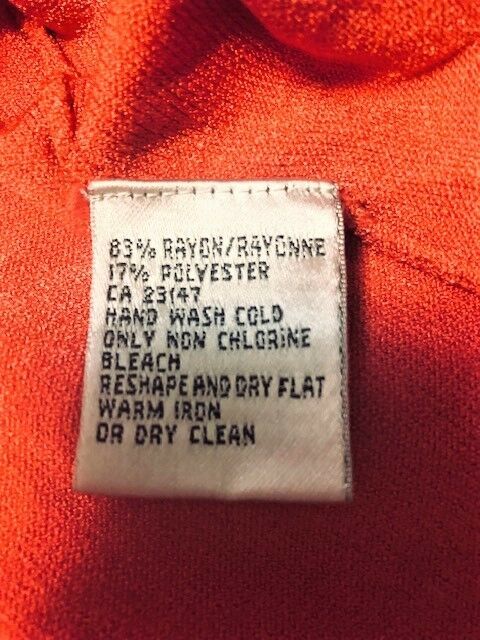 83% RAYON/RAYONNE
17% POLYESTER
CA 23147
HAND WASH COLD
ONLY NON CHLORINE
BLEACH
RESHAPE AND DRY FLAT
WARM IRON
OR DRY CLEAN